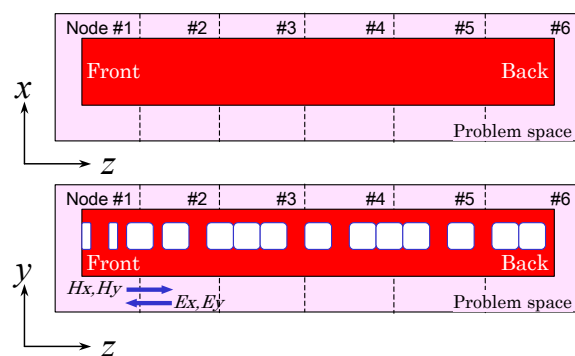 Node #1 #2 #3 #4 #5 #6
Front Back
x
Problem space
z
Node #1 #2 #3 #4 #5 #6
Front Back
y
Hx,Hy
Ex,Ey
Problem space
z